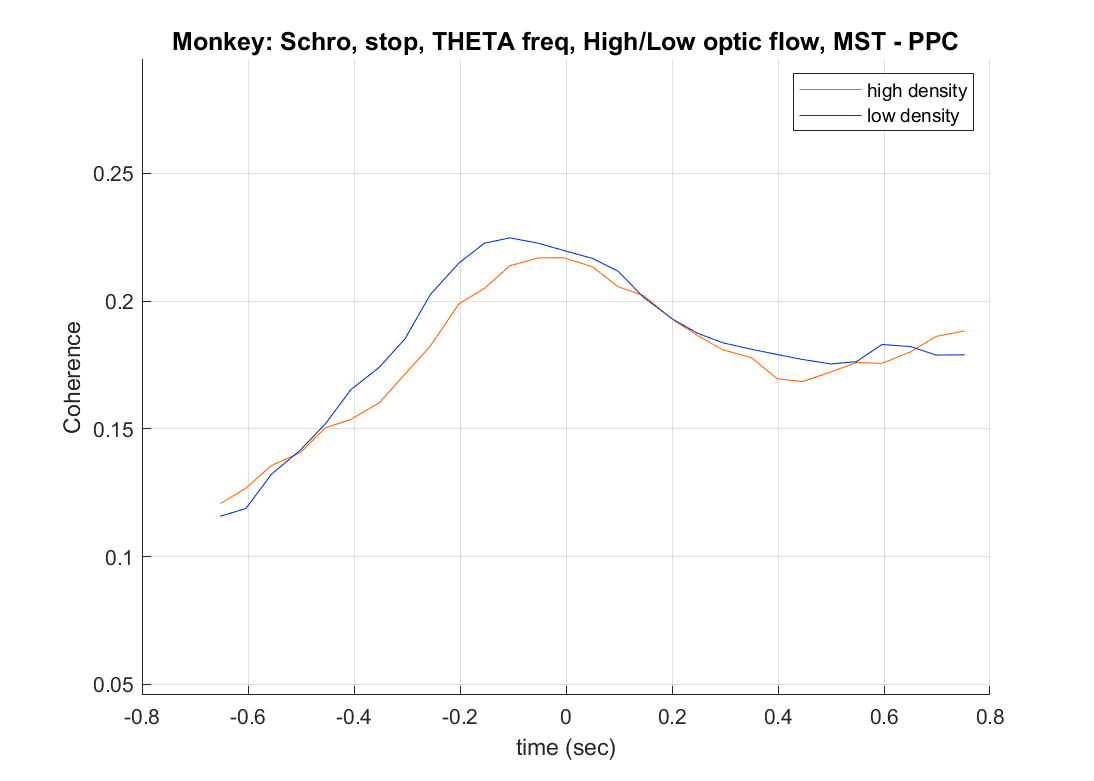 Monkey: Schro, stop, THETA freq, High/Low optic flow, MST - PPC
high density
low density
0.25
0.2
0.15
0.1
0.05
Coherence
-0.8
-0.6
-0.4
-0.2
0
0.2
0.4
0.6
0.8
time (sec)